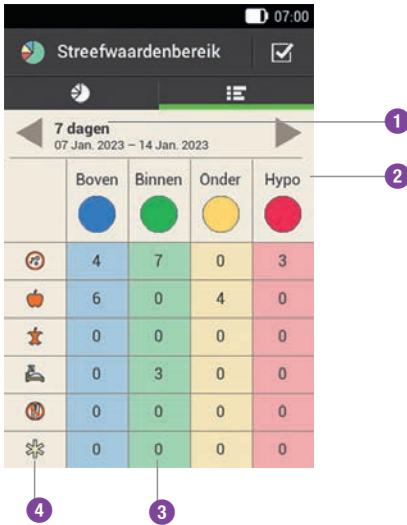 07:00
Streefwaardenbereik
7 dagen
07 Jan. 2023 – 14 Jan. 2023
1
Boven Binnen Onder Hypo
2
4 7 0 3
6 0 4 0
0 0 0 0
0 3 0 0
0 0 0 0
0 0 0 0
4 3